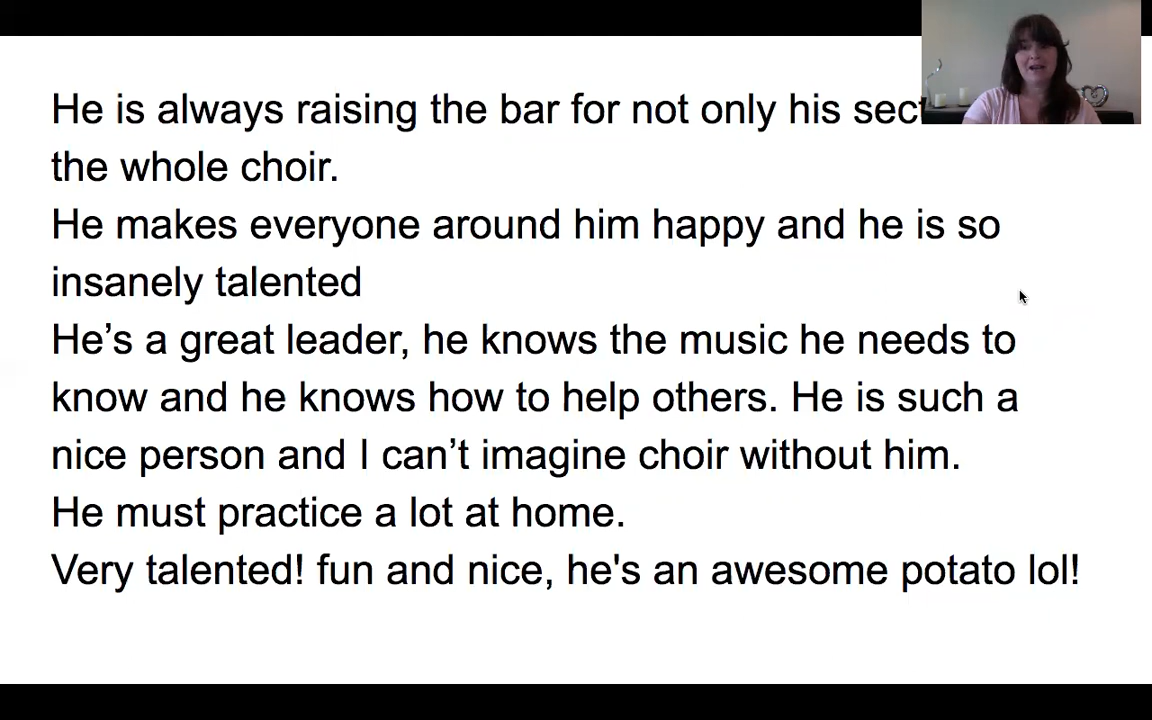 He is always raising the bar for not only his
the whole choir.
He makes everyone around him happy and he is so
insanely talented
He’s a great leader, he knows the music he needs to
know and he knows how to help others. He is such a
nice person and I can’t imagine choir without him.
He must practice a lot at home.
Very talented! fun and nice, he's an awesome potato lol!